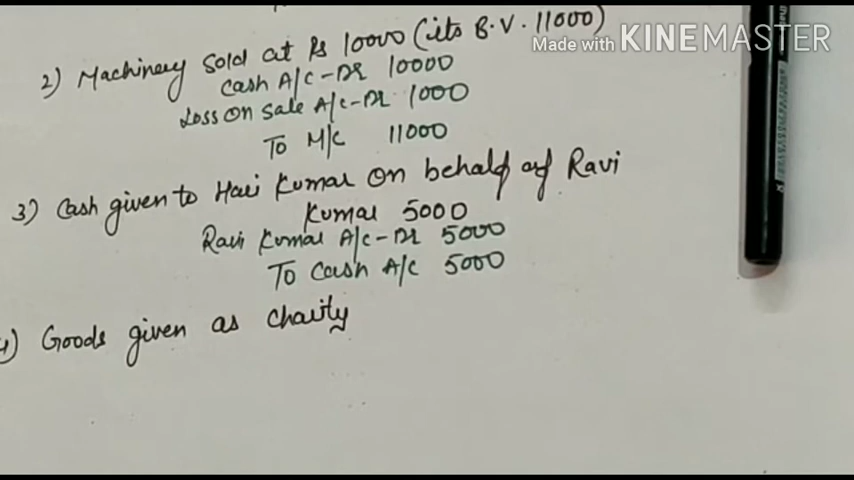 2) Machinery sold at Rs 10000 (its B.V. 11000)
Made with KINEMASTER
Cash A/c - Dr 10000
Loss on sale A/c - Dr 1000
To M/c 11000
3) Cash given to Hari Kumar on behalf of Ravi
Kumar 5000
Ravi Kumar A/c - Dr 5000
To Cash A/c 5000
4) Goods given as charity